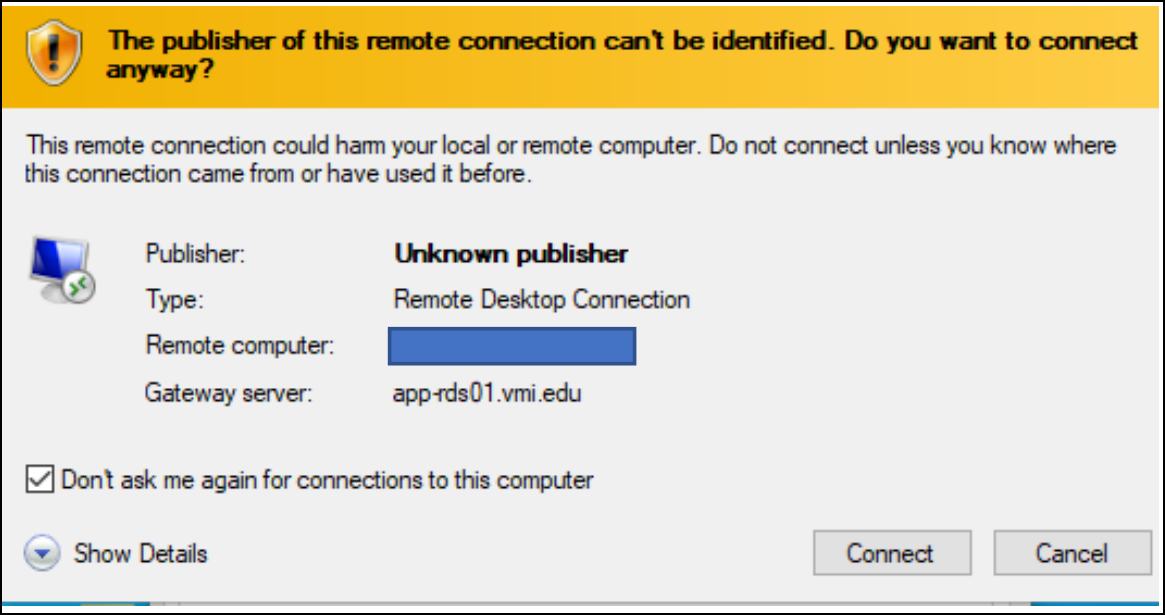 The publisher of this remote connection can't be identified. Do you want to connect
anyway?
This remote connection could harm your local or remote computer. Do not connect unless you know where
this connection came from or have used it before.
Publisher: Unknown publisher
Type: Remote Desktop Connection
Remote computer:
Gateway server: app-rds01.vmi.edu
Don't ask me again for connections to this computer
Show Details Connect Cancel